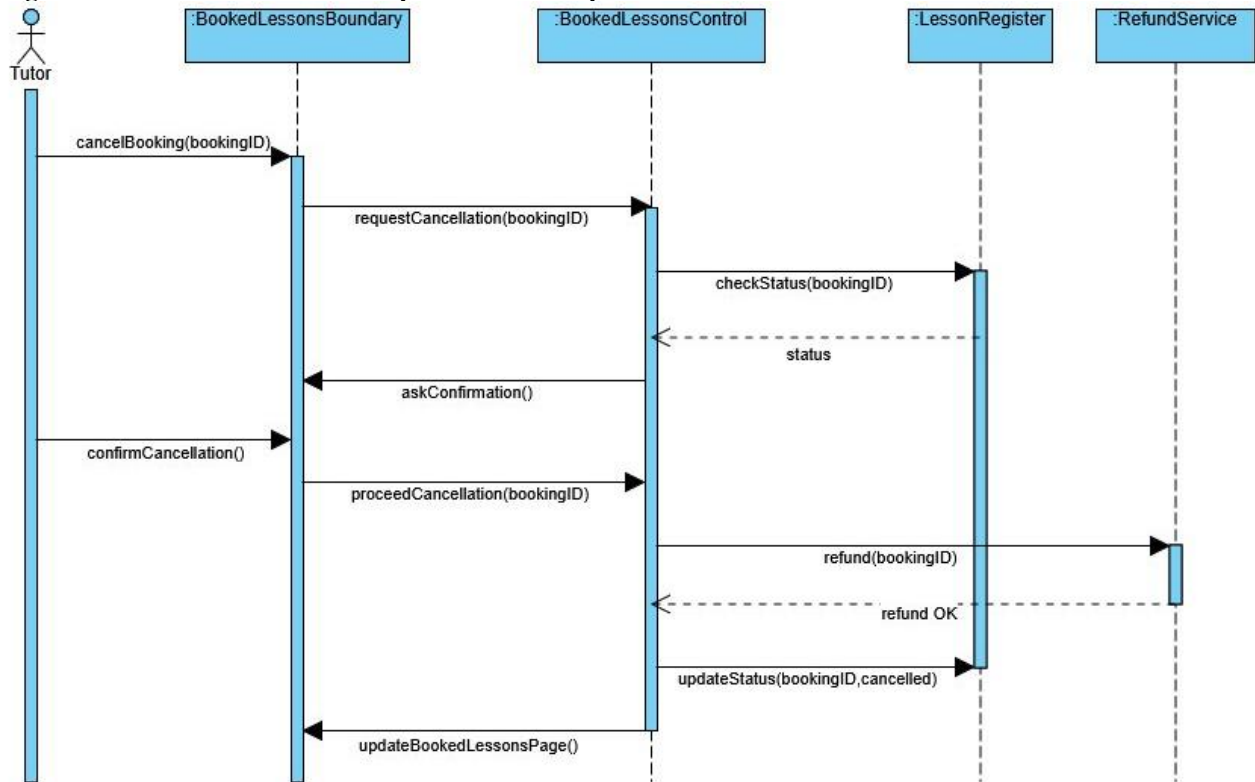 :BookedLessonsBoundary
:BookedLessonsControl
:LessonRegister
:RefundService
Tutor
cancelBooking(bookingID)
requestCancellation(bookingID)
checkStatus(bookingID)
status
askConfirmation()
confirmCancellation()
proceedCancellation(bookingID)
refund(bookingID)
refund OK
updateStatus(bookingID,cancelled)
updateBookedLessonsPage()